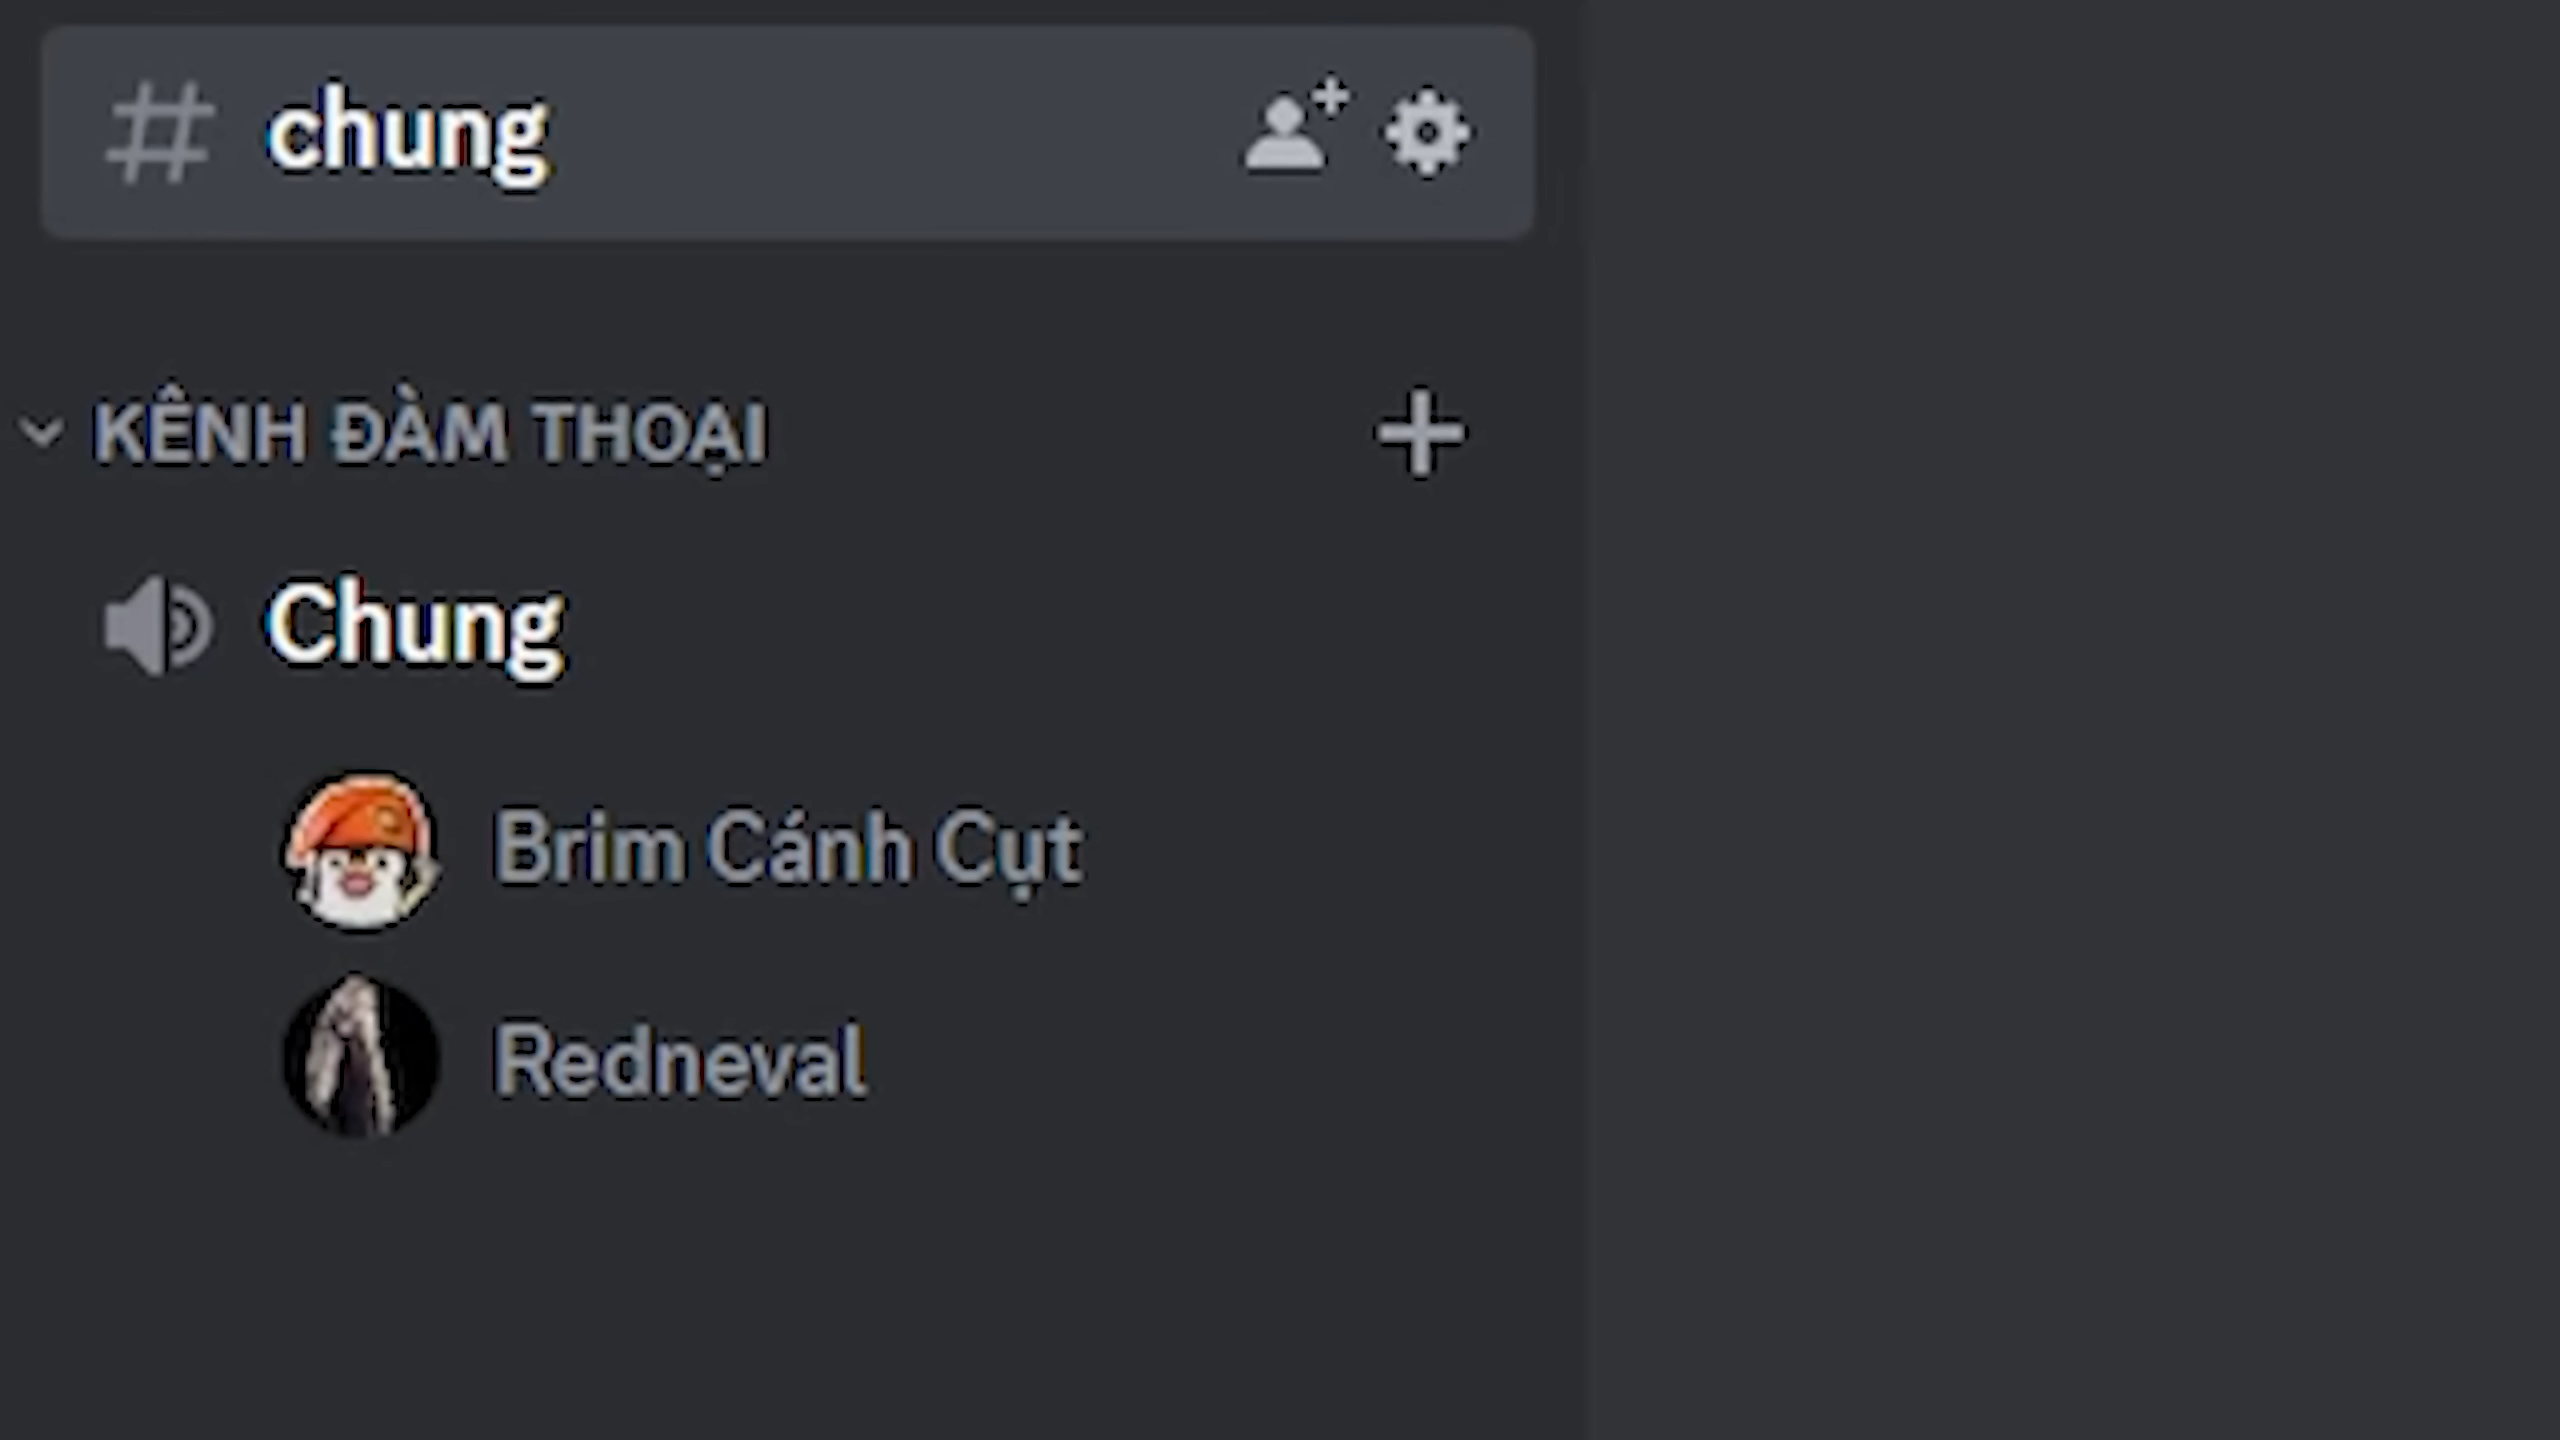 chung
KÊNH ĐÀM THOẠI
Chung
Brim Cánh Cụt
Redneval